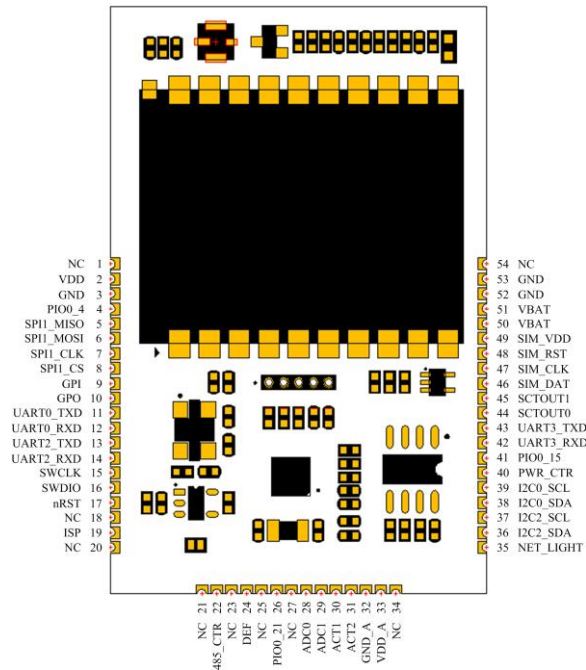 NC 1
VDD 2
GND 3
PIO0_4 4
SPI1_MISO 5
SPI1_MOSI 6
SPI1_CLK 7
SPI1_CS 8
GPI 9
GPO 10
UART0_TXD 11
UART0_RXD 12
UART2_TXD 13
UART2_RXD 14
SWCLK 15
SWDIO 16
nRST 17
NC 18
ISP 19
NC 20
NC 21
485_CTR 22
NC 23
DEF 24
NC 25
PIO0_21 26
NC 27
ADC0 28
ADC1 29
ACT1 30
ACT2 31
GND_A 32
VDD_A 33
NC 34
54 NC
53 GND
52 GND
51 VBAT
50 VBAT
49 SIM_VDD
48 SIM_RST
47 SIM_CLK
46 SIM_DAT
45 SCTOUT1
44 SCTOUT0
43 UART3_TXD
42 UART3_RXD
41 PIO0_15
40 PWR_CTR
39 I2C0_SCL
38 I2C0_SDA
37 I2C2_SCL
36 I2C2_SDA
35 NET_LIGHT